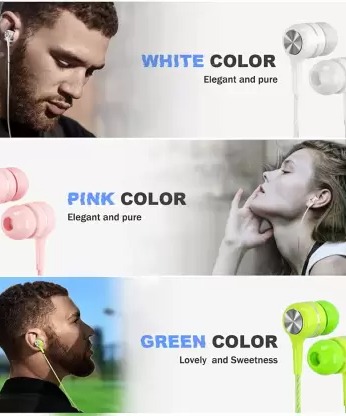 WHITE COLOR
Elegant and pure
PINK COLOR
Elegant and pure
GREEN COLOR
Lovely and Sweetness